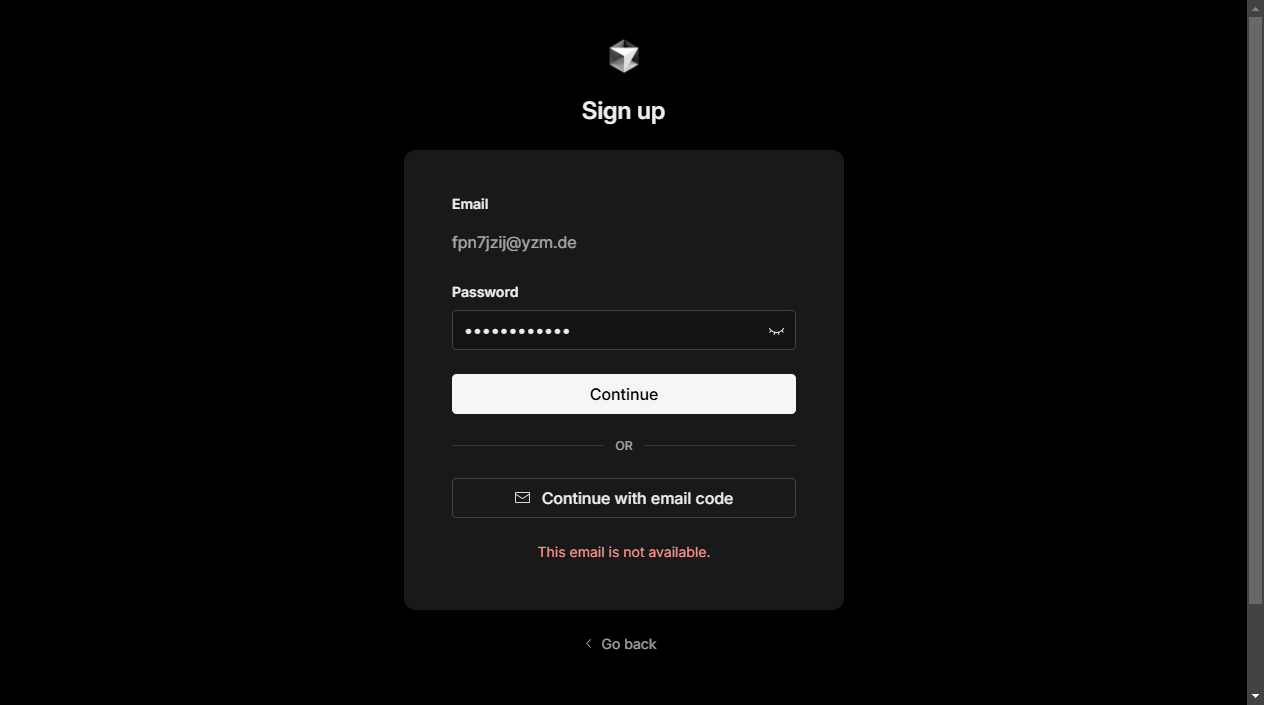 Sign up
Email
fpn7jzij@yzm.de
Password
Continue
OR
Continue with email code
This email is not available.
Go back